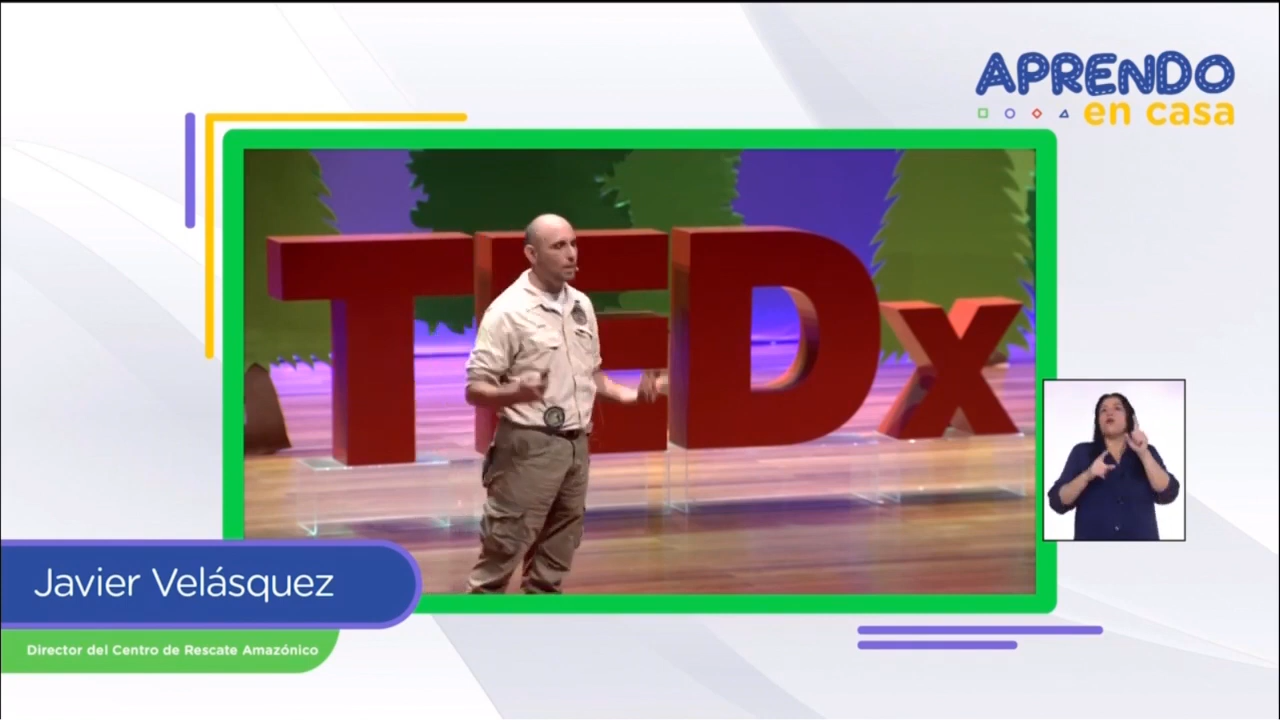 APRENDO
en casa
TEDx
Javier Velásquez
Director del Centro de Rescate Amazónico